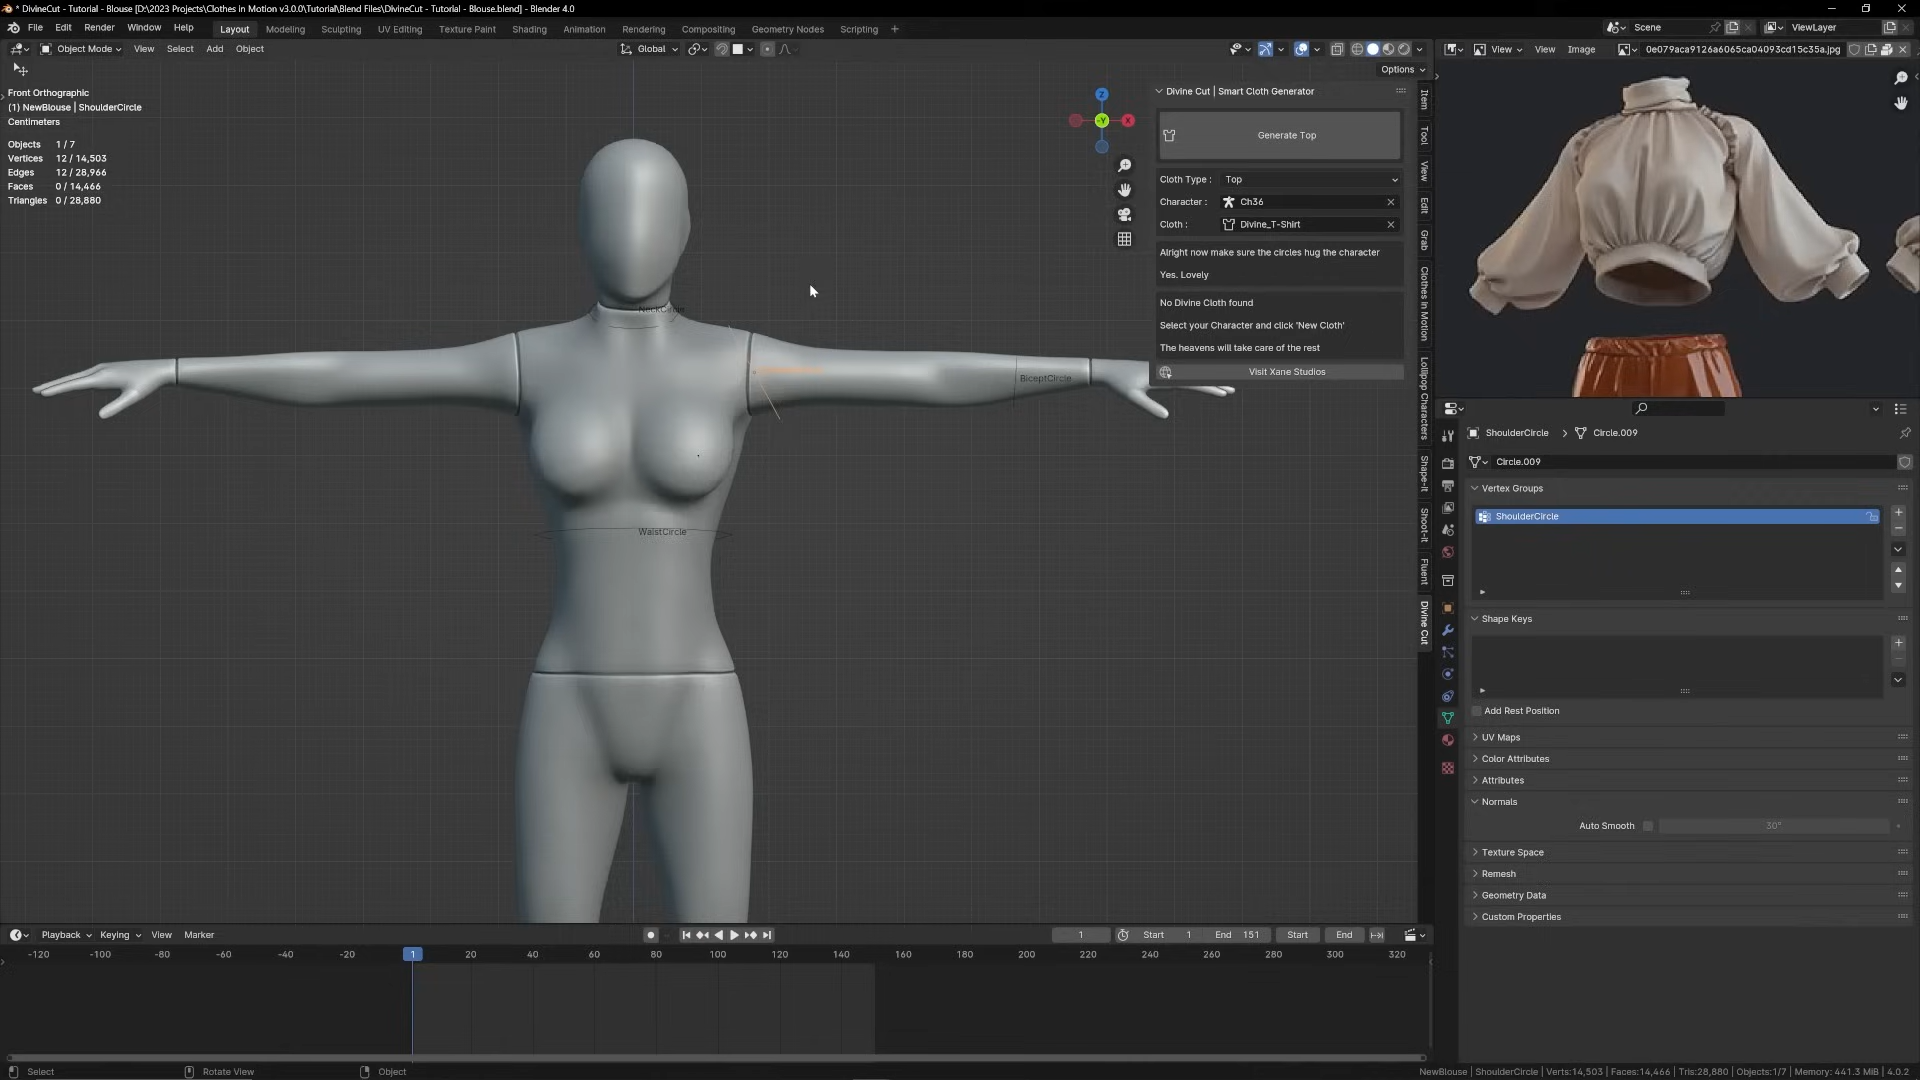 * DivineCut - Tutorial - Blouse [D:\2023 Projects\Clothes in Motion v3.0.0\Tutorial\Blend Files\DivineCut - Tutorial - Blouse.blend] - Blender 4.0
File Edit Render Window Help Layout Modeling Sculpting UV Editing Texture Paint Shading Animation Rendering Compositing Geometry Nodes Scripting + Scene ViewLayer
Object Mode View Select Add Object Global View View Image 0e079aca9126a6065ca04093cd15c35a.jpg
Options
Front Orthographic
(1) NewBlouse | ShoulderCircle
Centimeters
Objects 1 / 7
Vertices 12 / 14,503
Edges 12 / 28,966
Faces 0 / 14,466
Triangles 0 / 28,880
Z
-Y
X
NeckCircle
BiceptCircle
WaistCircle
Divine Cut | Smart Cloth Generator
Generate Top
Cloth Type : Top
Character : Ch36
Cloth : Divine_T-Shirt
Alright now make sure the circles hug the character
Yes. Lovely
No Divine Cloth found
Select your Character and click 'New Cloth'
The heavens will take care of the rest
Visit Xane Studios
Item
Tool
View
Edit
Grab
Clothes in Motion
Lollipop Characters
Shape-It
Shoot-It
Fluent
Divine Cut
ShoulderCircle > Circle.009
Circle.009
Vertex Groups
ShoulderCircle
Shape Keys
Add Rest Position
UV Maps
Color Attributes
Attributes
Normals
Auto Smooth 30°
Texture Space
Remesh
Geometry Data
Custom Properties
Playback Keying View Marker 1 Start 1 End 151 Start End
-120 -100 -80 -60 -40 -20 1 20 40 60 80 100 120 140 160 180 200 220 240 260 280 300 320
Select Rotate View Object NewBlouse | ShoulderCircle | Verts:14,503 | Faces:14,466 | Tris:28,880 | Objects:1/7 | Memory: 441.3 MiB | 4.0.2